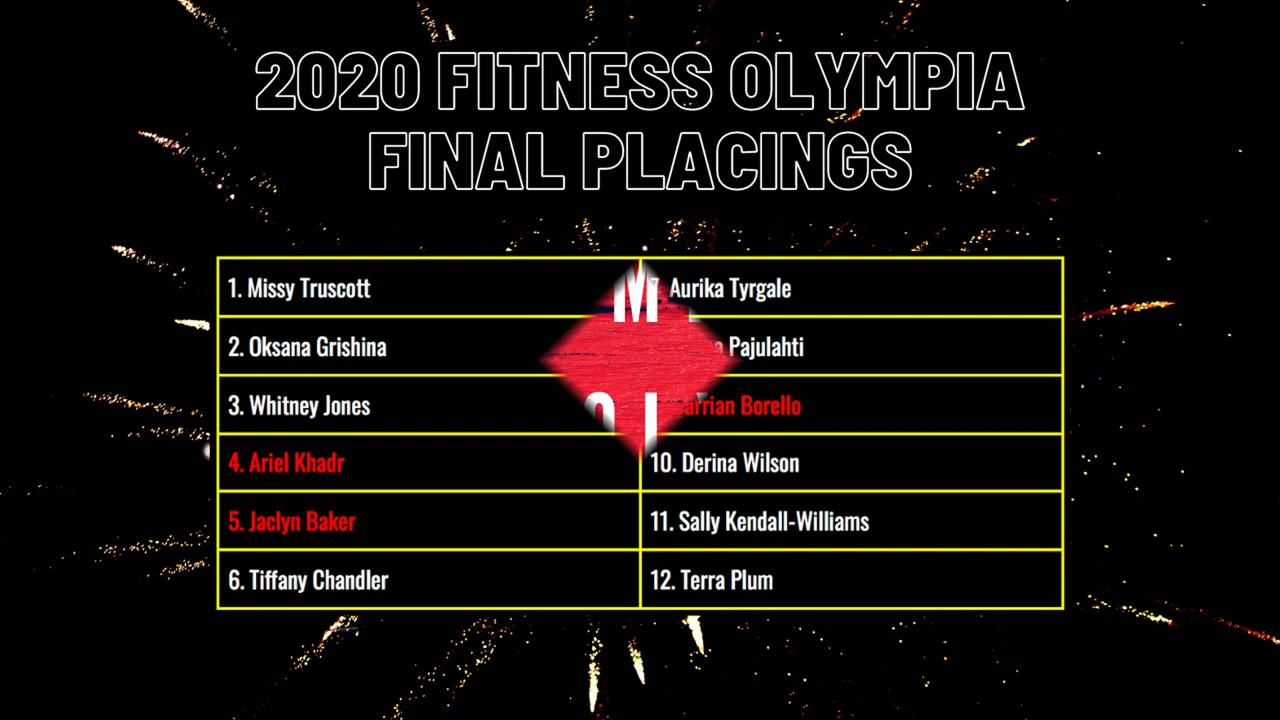 2020 FITNESS OLYMPIA
FINAL PLACINGS
1. Missy Truscott
2. Oksana Grishina
3. Whitney Jones
4. Ariel Khadr
5. Jaclyn Baker
6. Tiffany Chandler
Aurika Tyrgale
Pajulahti
Borello
10. Derina Wilson
11. Sally Kendall-Williams
12. Terra Plum
M